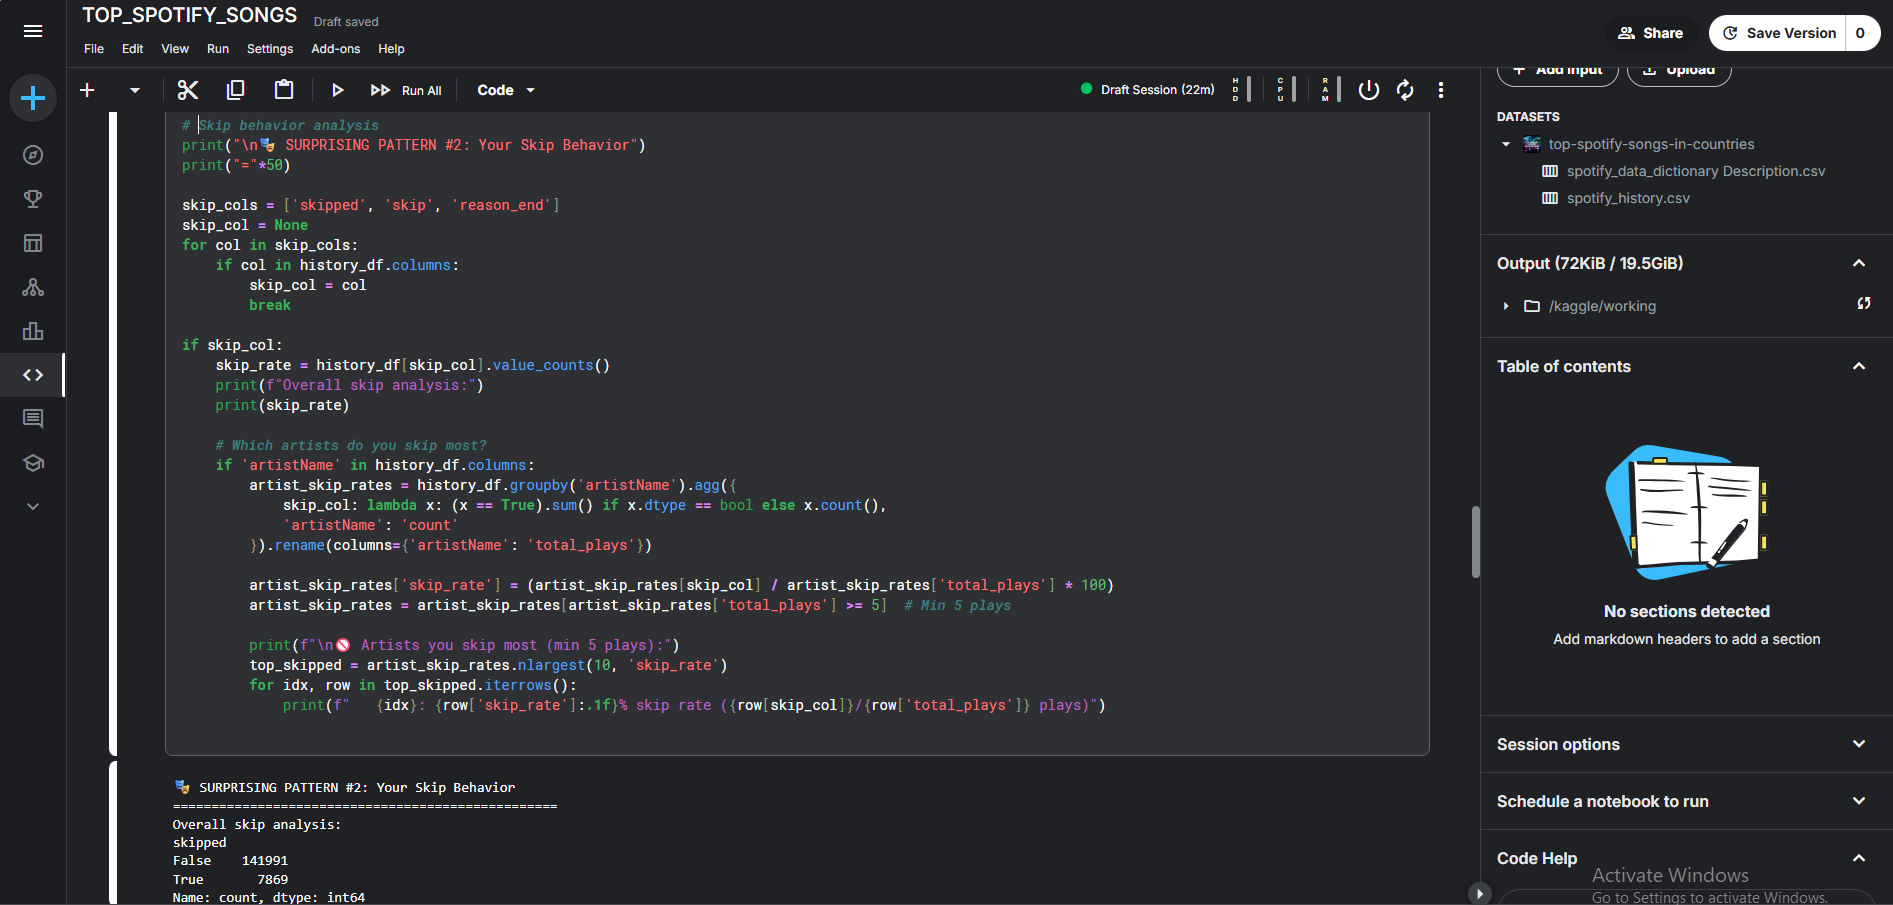 TOP_SPOTIFY_SONGS
Draft saved
File Edit View Run Settings Add-ons Help
Share
Save Version 0
Run All
Code
Draft Session (22m)
HDD
CPU
RAM
# Skip behavior analysis
print("\n🎭 SURPRISING PATTERN #2: Your Skip Behavior")
print("="*50)
skip_cols = ['skipped', 'skip', 'reason_end']
skip_col = None
for col in skip_cols:
    if col in history_df.columns:
        skip_col = col
        break
if skip_col:
    skip_rate = history_df[skip_col].value_counts()
    print(f"Overall skip analysis:")
    print(skip_rate)
    # Which artists do you skip most?
    if 'artistName' in history_df.columns:
        artist_skip_rates = history_df.groupby('artistName').agg({
            skip_col: lambda x: (x == True).sum() if x.dtype == bool else x.count(),
            'artistName': 'count'
        }).rename(columns={'artistName': 'total_plays'})
        artist_skip_rates['skip_rate'] = (artist_skip_rates[skip_col] / artist_skip_rates['total_plays'] * 100)
        artist_skip_rates = artist_skip_rates[artist_skip_rates['total_plays'] >= 5]  # Min 5 plays
        print(f"\n🚫 Artists you skip most (min 5 plays):")
        top_skipped = artist_skip_rates.nlargest(10, 'skip_rate')
        for idx, row in top_skipped.iterrows():
            print(f"   {idx}: {row['skip_rate']:.1f}% skip rate ({row[skip_col]}/{row['total_plays']} plays)")
🎭 SURPRISING PATTERN #2: Your Skip Behavior
==================================================
Overall skip analysis:
skipped
False    141991
True       7869
Name: count, dtype: int64
Add Input
Upload
DATASETS
top-spotify-songs-in-countries
spotify_data_dictionary Description.csv
spotify_history.csv
Output (72KiB / 19.5GiB)
/kaggle/working
Table of contents
No sections detected
Add markdown headers to add a section
Session options
Schedule a notebook to run
Code Help
Activate Windows
Go to Settings to activate Windows.